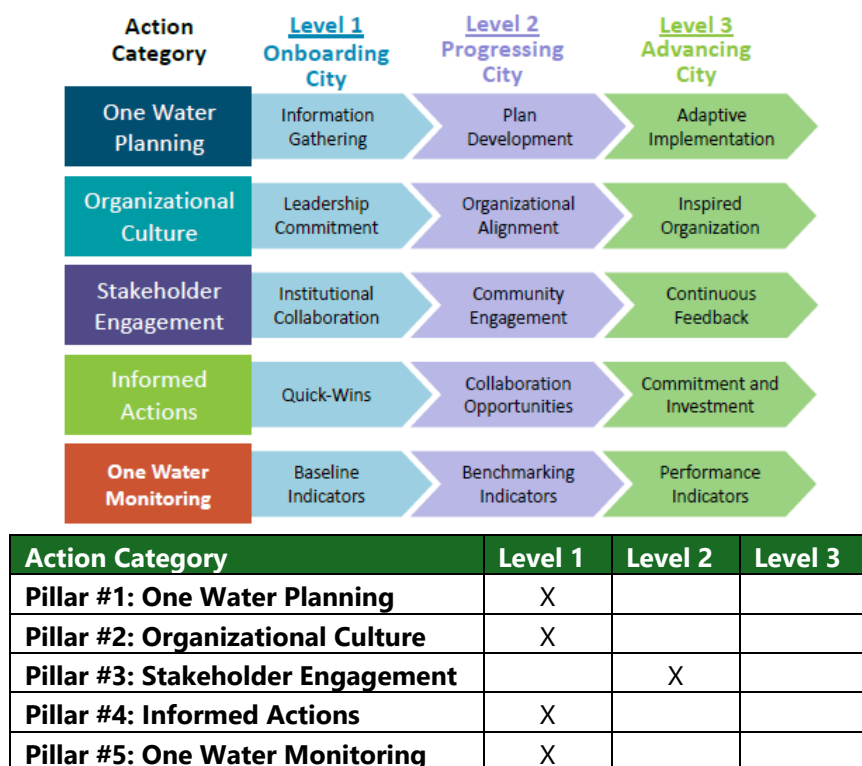 Action
Category
Level 1
Onboarding
City
Level 2
Progressing
City
Level 3
Advancing
City
One Water
Planning
Information
Gathering
Plan
Development
Adaptive
Implementation
Organizational
Culture
Leadership
Commitment
Organizational
Alignment
Inspired
Organization
Stakeholder
Engagement
Institutional
Collaboration
Community
Engagement
Continuous
Feedback
Informed
Actions
Quick-Wins
Collaboration
Opportunities
Commitment and
Investment
One Water
Monitoring
Baseline
Indicators
Benchmarking
Indicators
Performance
Indicators
Action Category Level 1 Level 2 Level 3
Pillar #1: One Water Planning X
Pillar #2: Organizational Culture X
Pillar #3: Stakeholder Engagement X
Pillar #4: Informed Actions X
Pillar #5: One Water Monitoring X